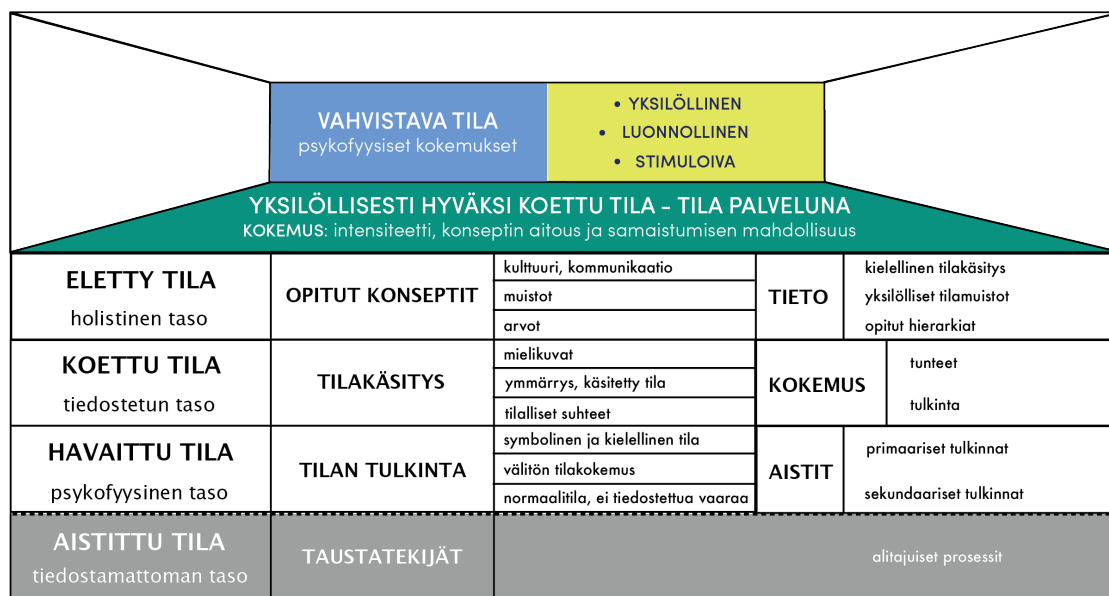 VAHVISTAVA TILA
psykofyysiset kokemukset
• YKSILÖLLINEN
• LUONNOLLINEN
• STIMULOIVA
YKSILÖLLISESTI HYVÄKSI KOETTU TILA – TILA PALVELUNA
KOKEMUS: intensiteetti, konseptin aitous ja samaistumisen mahdollisuus
ELETTY TILA
holistinen taso
OPITUT KONSEPTIT
kulttuuri, kommunikaatio
muistot
arvot
TIETO
kielellinen tilakäsitys
yksilölliset tilamuistot
opitut hierarkiat
KOETTU TILA
tiedostetun taso
TILAKÄSITYS
mielikuvat
ymmärrys, käsitetty tila
tilalliset suhteet
KOKEMUS
tunteet
tulkinta
HAVAITTU TILA
psykofyysinen taso
TILAN TULKINTA
symbolinen ja kielellinen tila
välitön tilakokemus
normaalitila, ei tiedostettua vaaraa
AISTIT
primaariset tulkinnat
sekundaariset tulkinnat
AISTITTU TILA
tiedostamattoman taso
TAUSTATEKIJÄT
alitajuiset prosessit